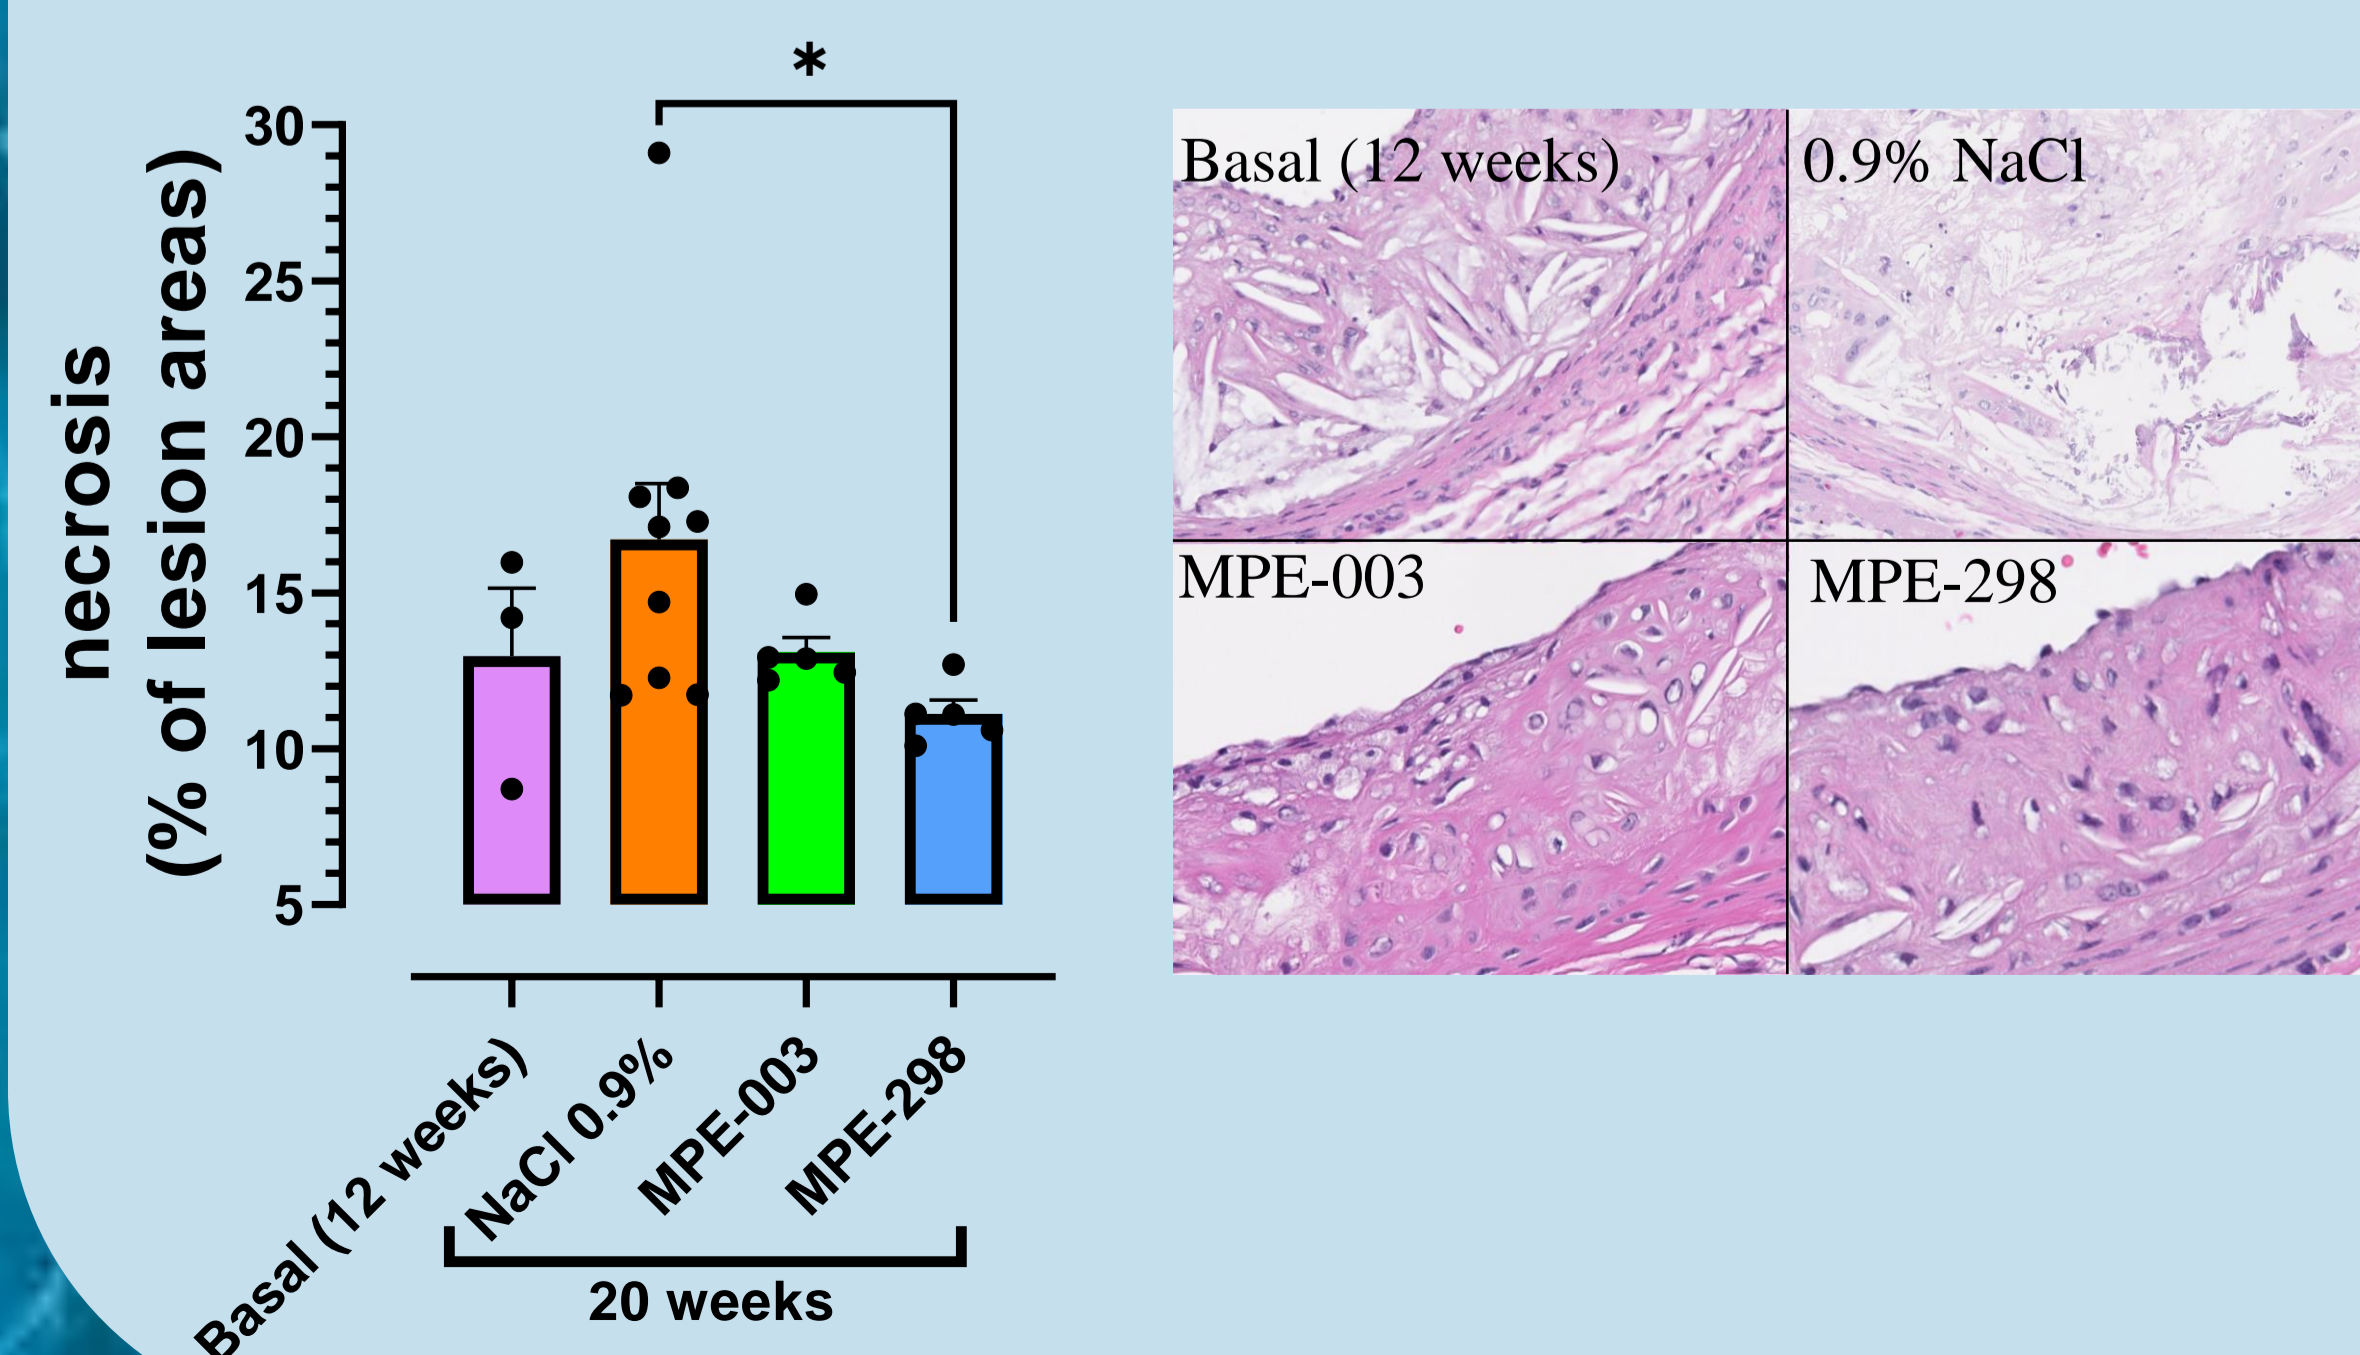 *
necrosis
(% of lesion areas)
30
25
20
15
10
5
Basal (12 weeks)
NaCl 0.9%
MPE-003
MPE-298
20 weeks
Basal (12 weeks)
0.9% NaCl
MPE-003
MPE-298